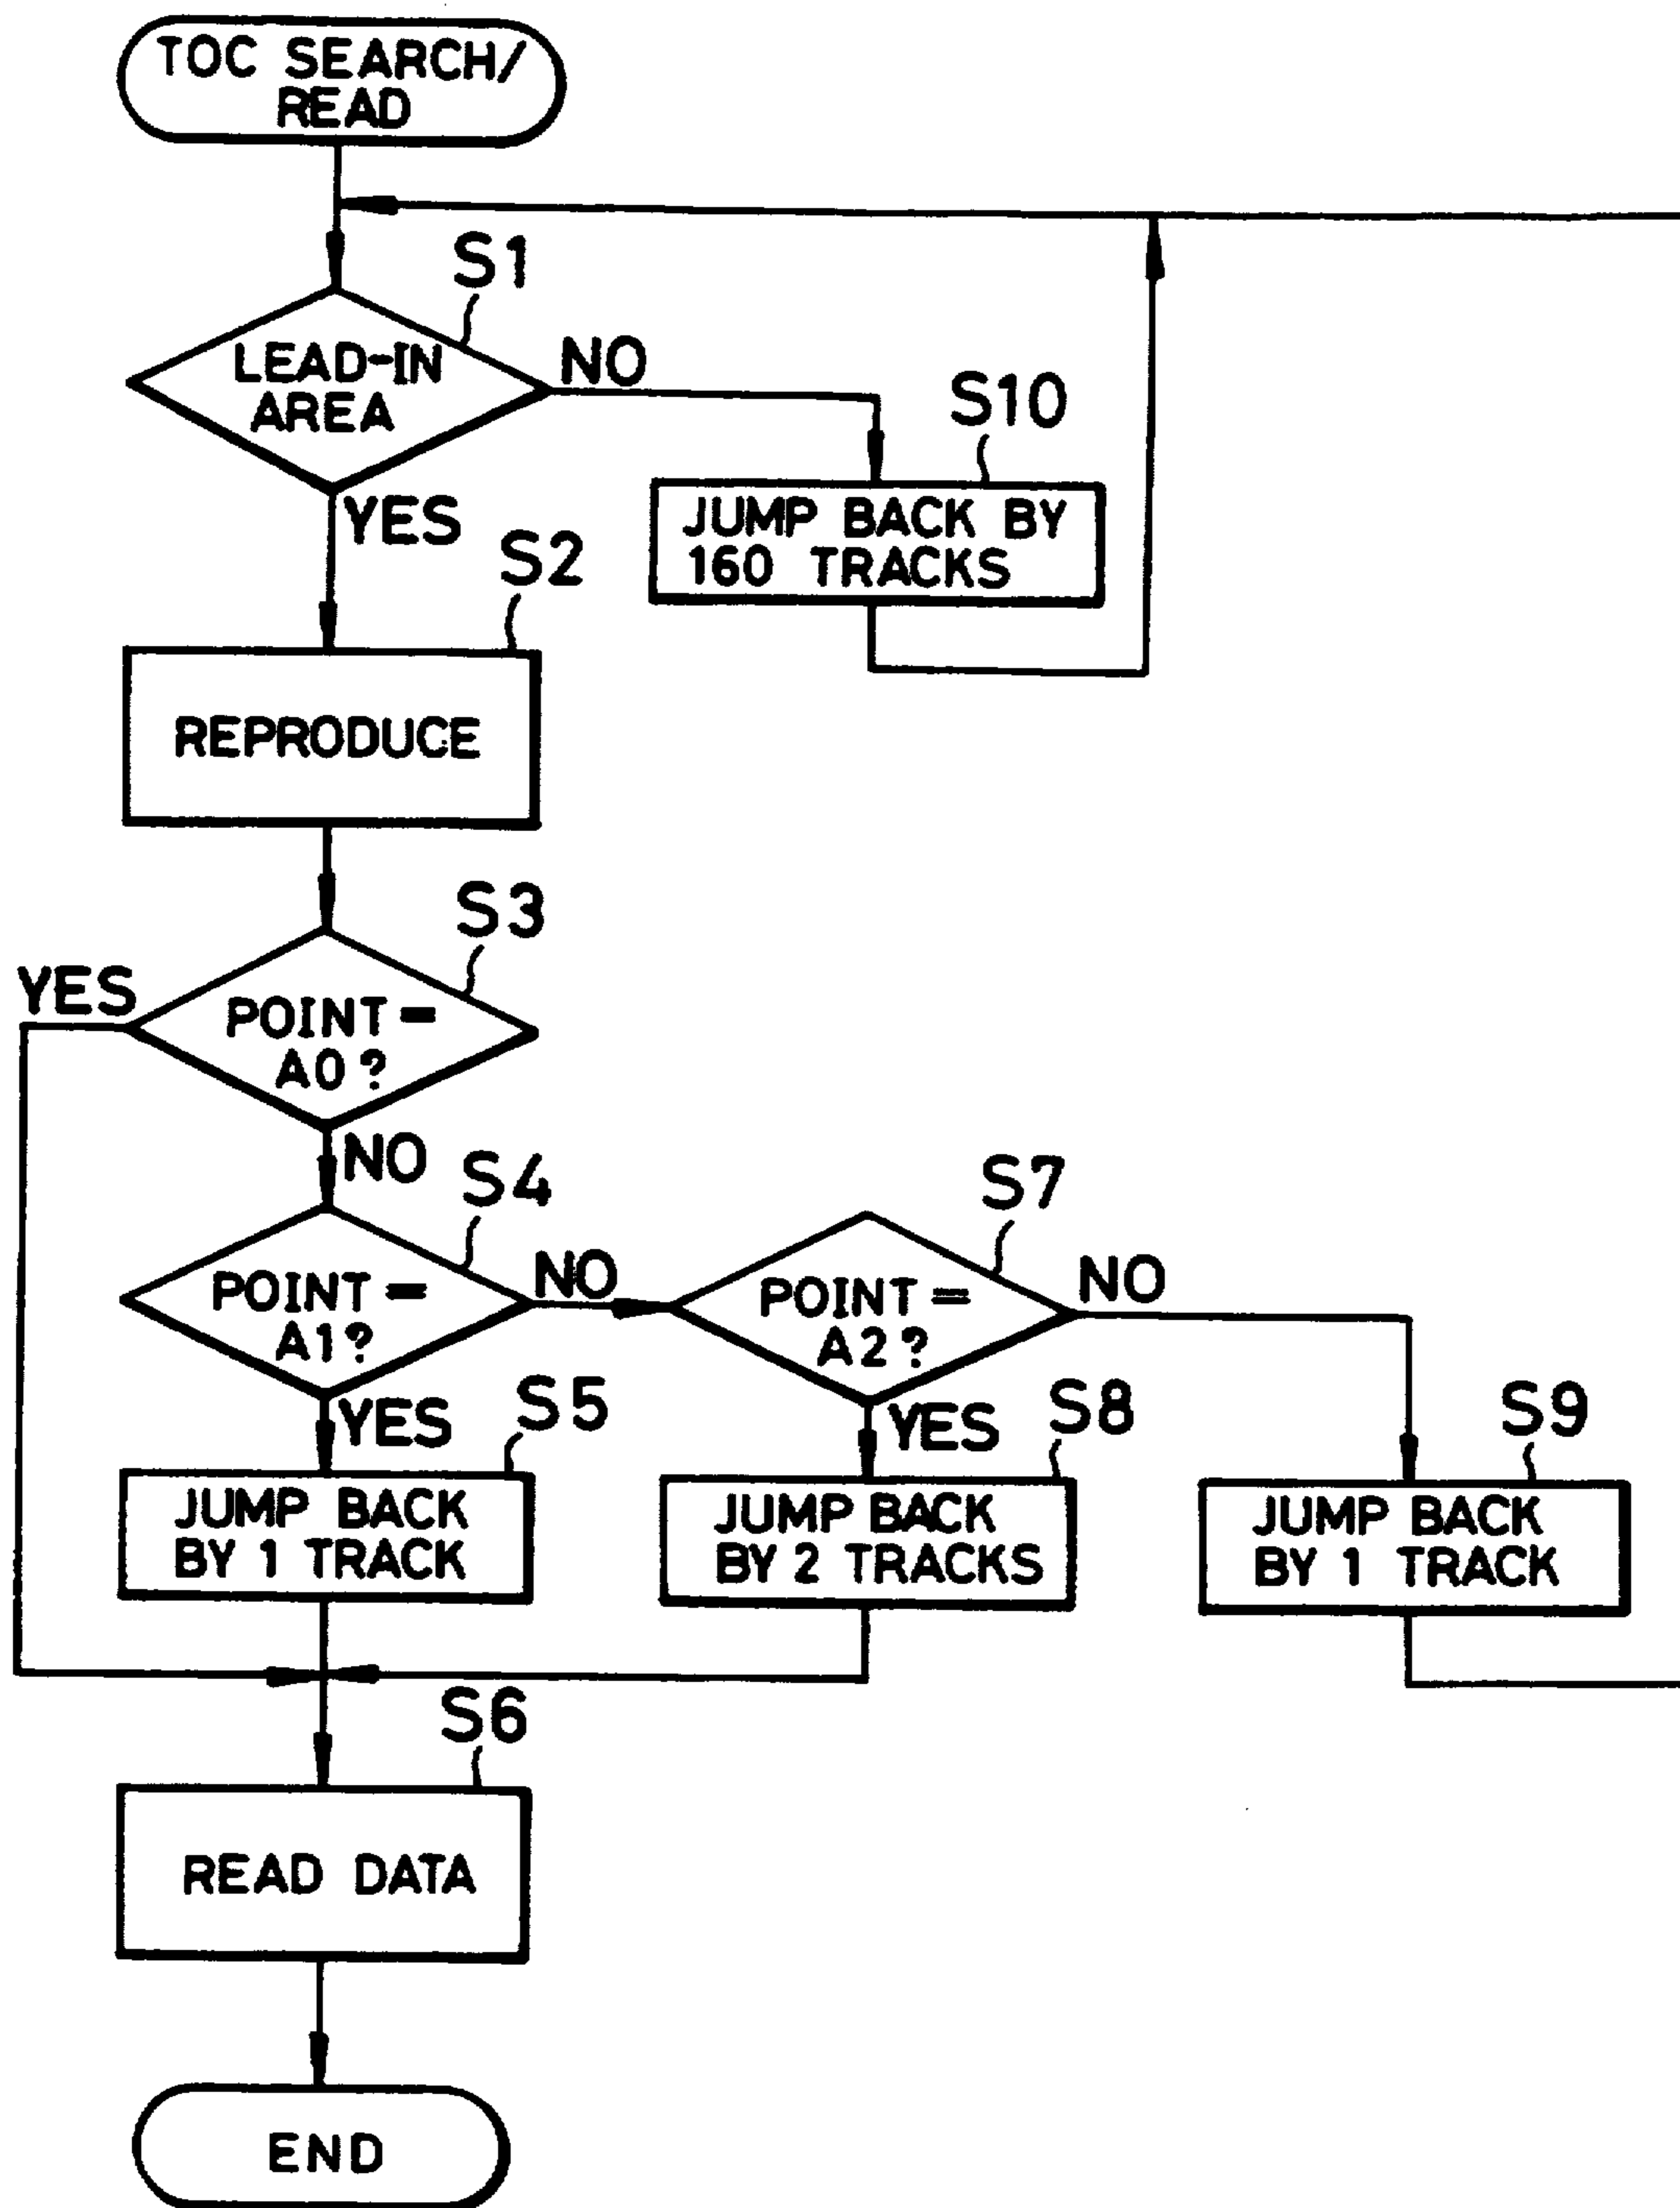 TOC SEARCH/
READ
S1
LEAD-IN
AREA
NO
YES
S10
JUMP BACK BY
160 TRACKS
S2
REPRODUCE
S3
YES
POINT=
A0?
NO
S4
POINT=
A1?
NO
YES
S7
POINT=
A2?
NO
YES
S5
JUMP BACK
BY 1 TRACK
S8
JUMP BACK
BY 2 TRACKS
S9
JUMP BACK
BY 1 TRACK
S6
READ DATA
END